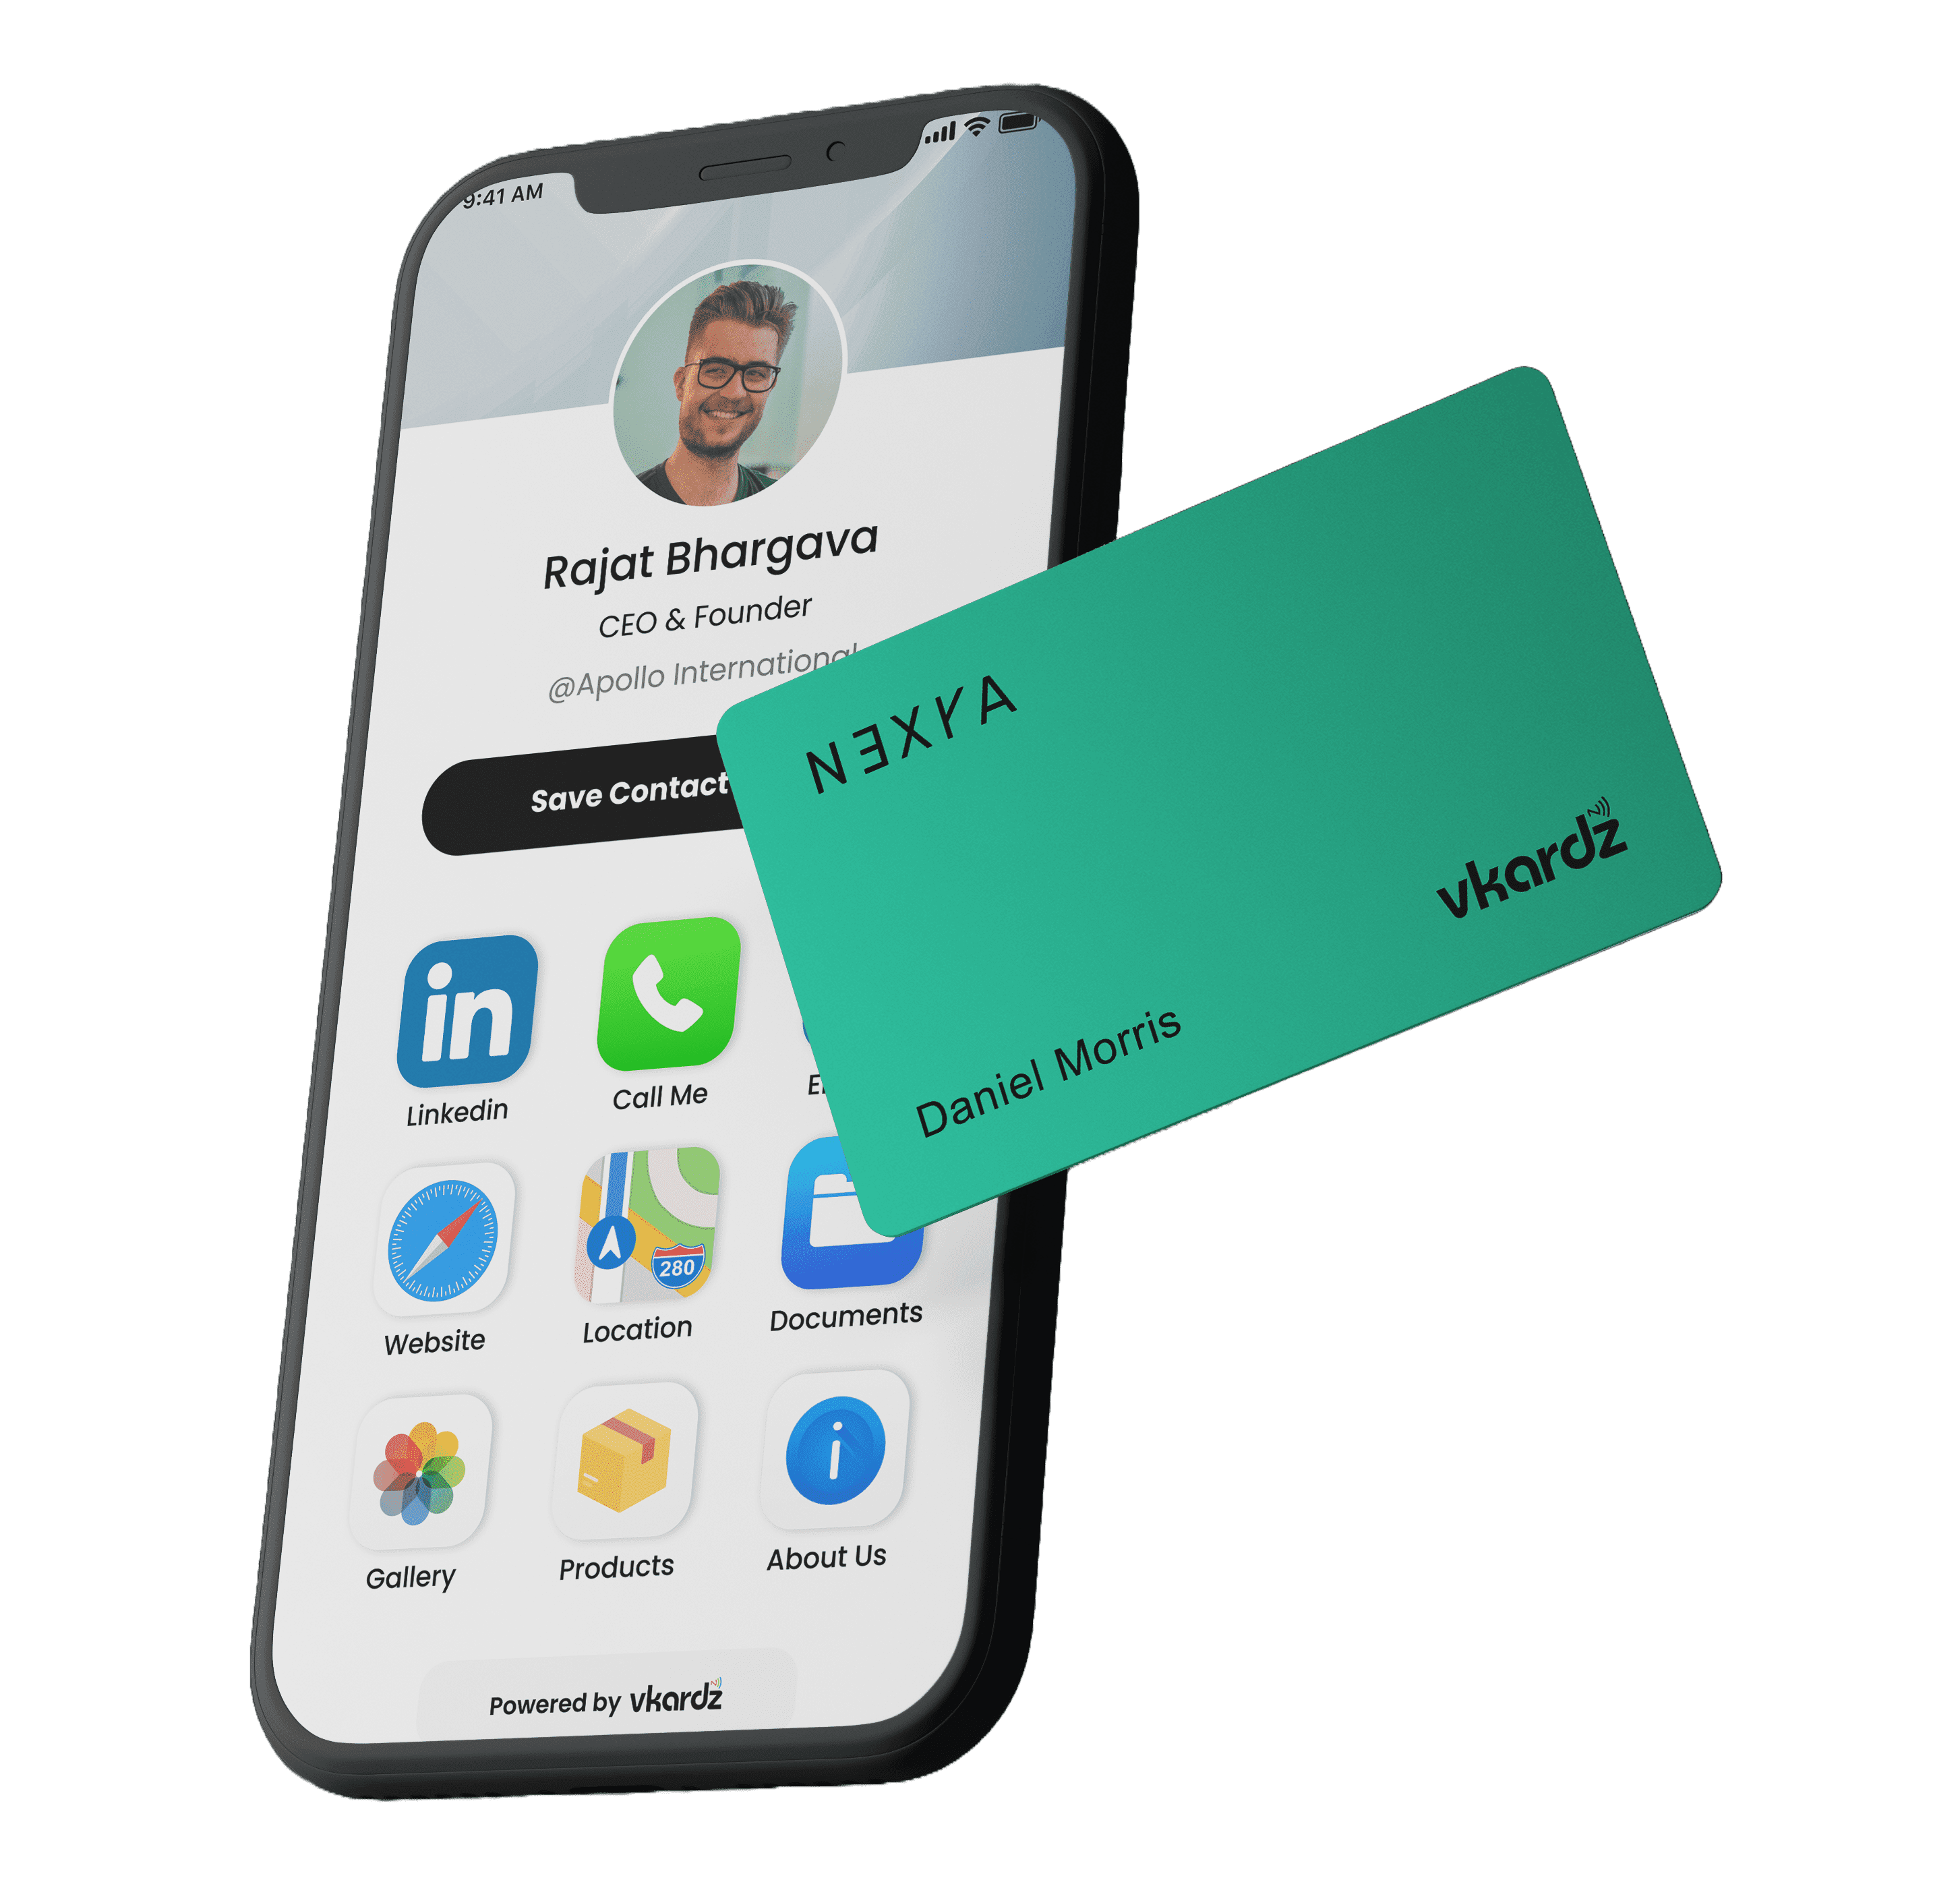 9:41 AM
Rajat Bhargava
CEO & Founder
@Apollo International
Save Contact
Linkedin
Call Me
Website
280
Location
Documents
Gallery
Products
About Us
Powered by vkardz
NEXYA
vkardz
Daniel Morris